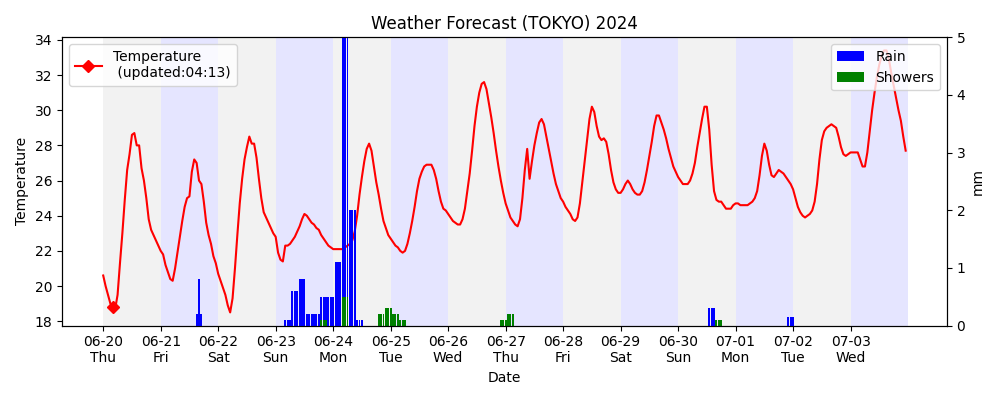 Weather Forecast (TOKYO) 2024
Temperature
(updated:04:13)
Rain
Showers
Temperature
34
32
30
28
26
24
22
20
18
5
4
3
2
1
0
mm
06-20 06-21 06-22 06-23 06-24 06-25 06-26 06-27 06-28 06-29 06-30 07-01 07-02 07-03
Thu Fri Sat Sun Mon Tue Wed Thu Fri Sat Sun Mon Tue Wed
Date